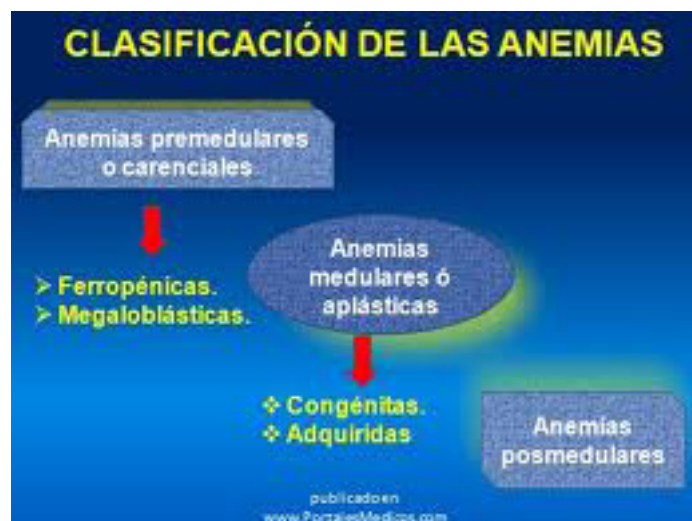 CLASIFICACIÓN DE LAS ANEMIAS
Anemias premedulares
o carenciales
Ferropénicas.
Megaloblásticas.
Anemias
medulares ó
aplásticas
Congénitas.
Adquiridas
Anemias
posmedulares
publicado en
www.PortalesMedicos.com